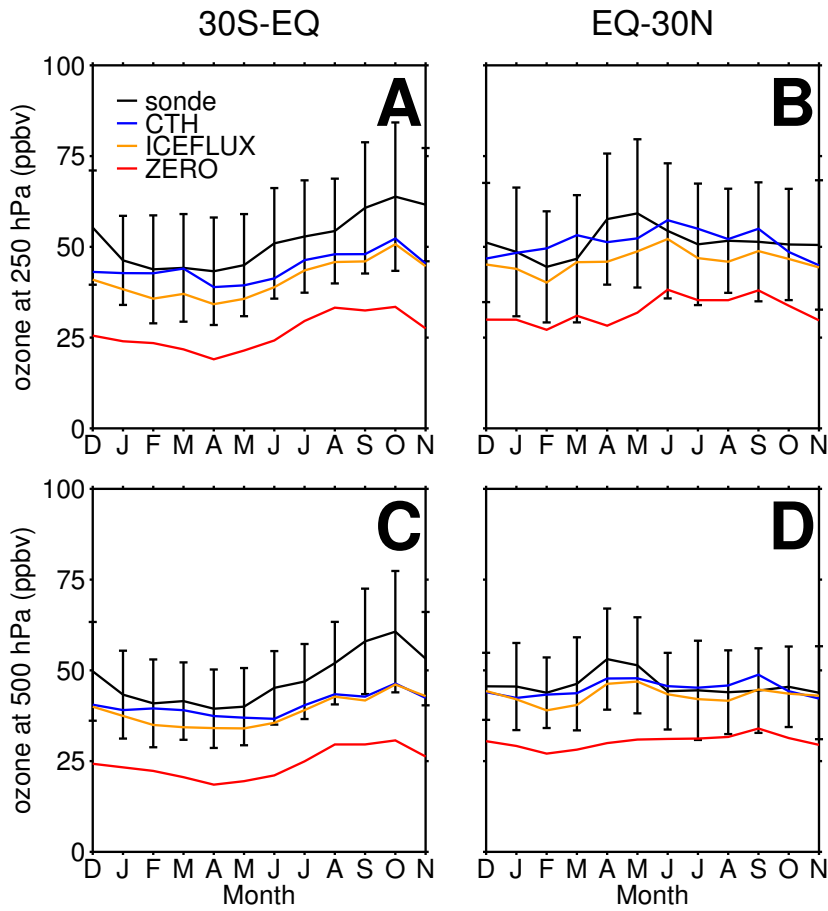 30S-EQ EQ-30N
ozone at 250 hPa (ppbv)
100
75
50
25
0
A
sonde
CTH
ICEFLUX
ZERO
D J F M A M J J A S O N
B
D J F M A M J J A S O N
ozone at 500 hPa (ppbv)
100
75
50
25
0
C
D J F M A M J J A S O N
Month
D
D J F M A M J J A S O N
Month